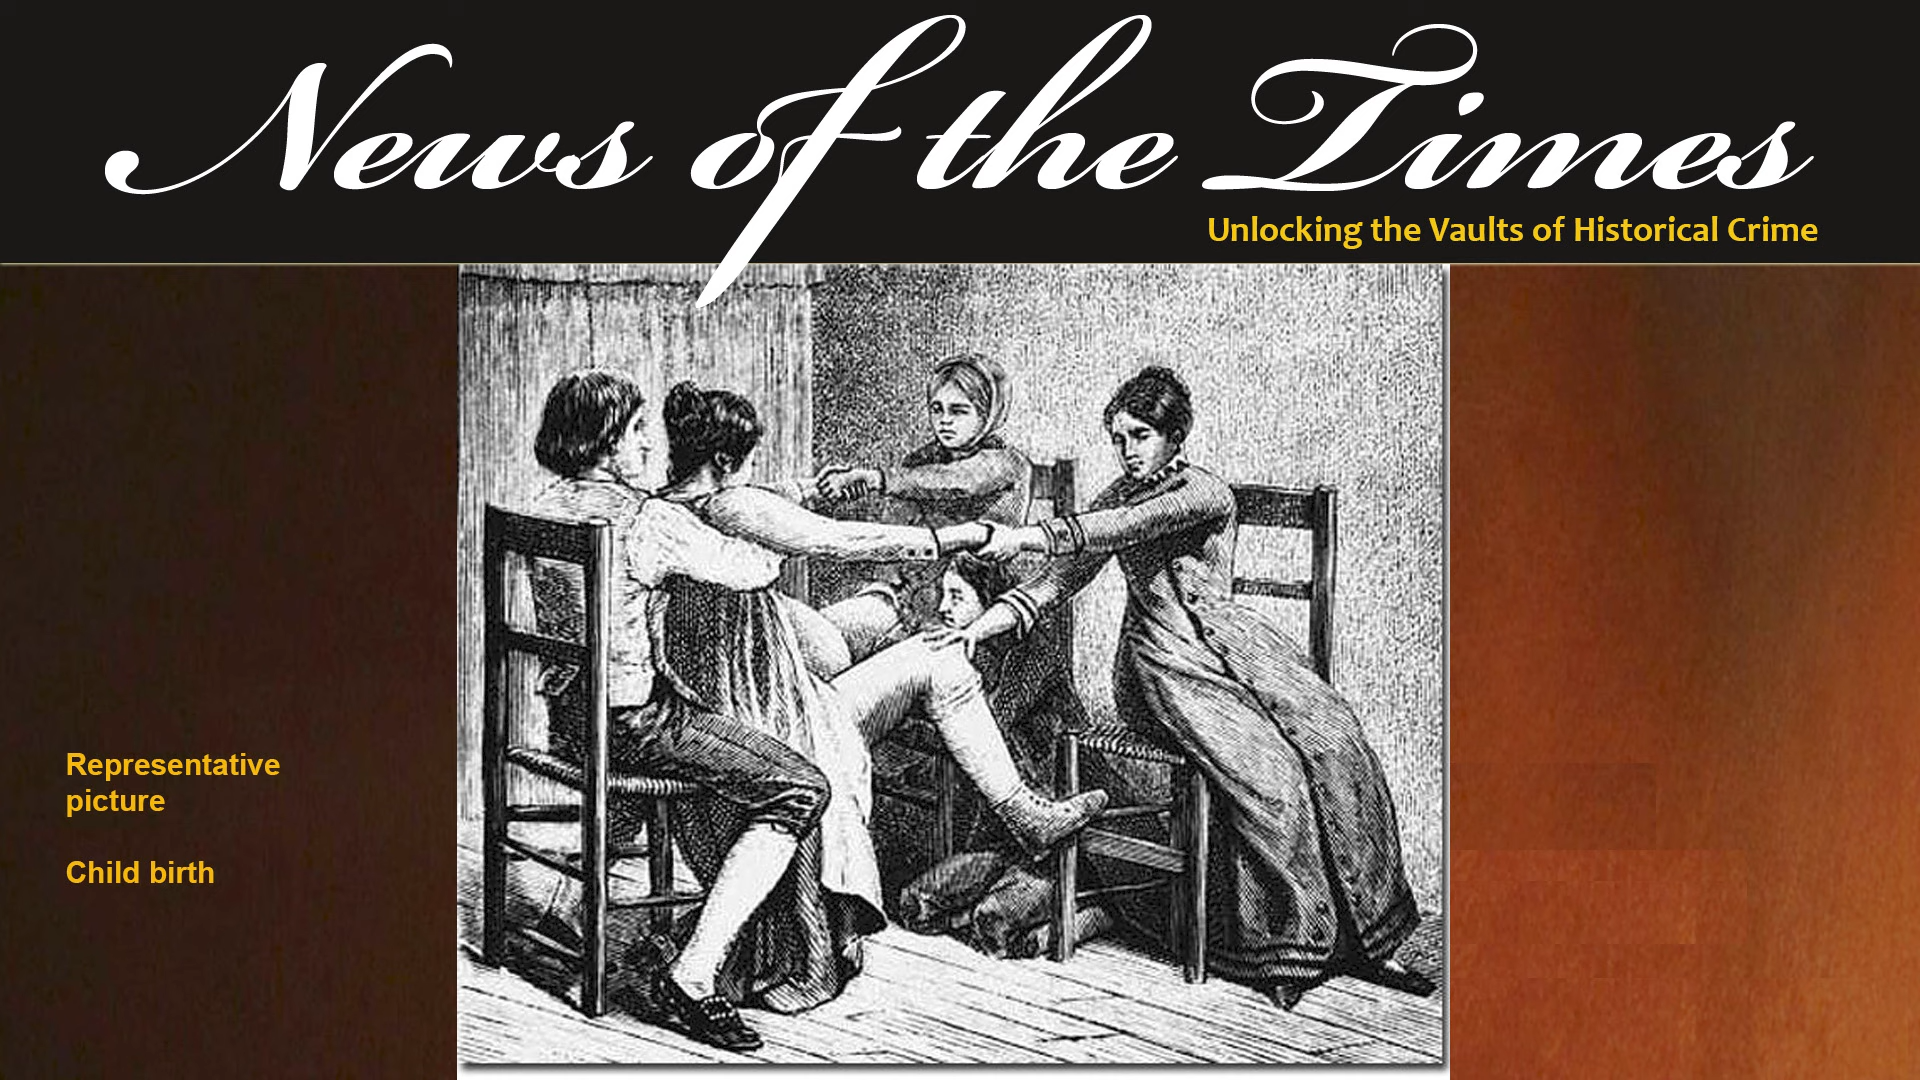 News of the Times
Unlocking the Vaults of Historical Crime
Representative
picture
Child birth